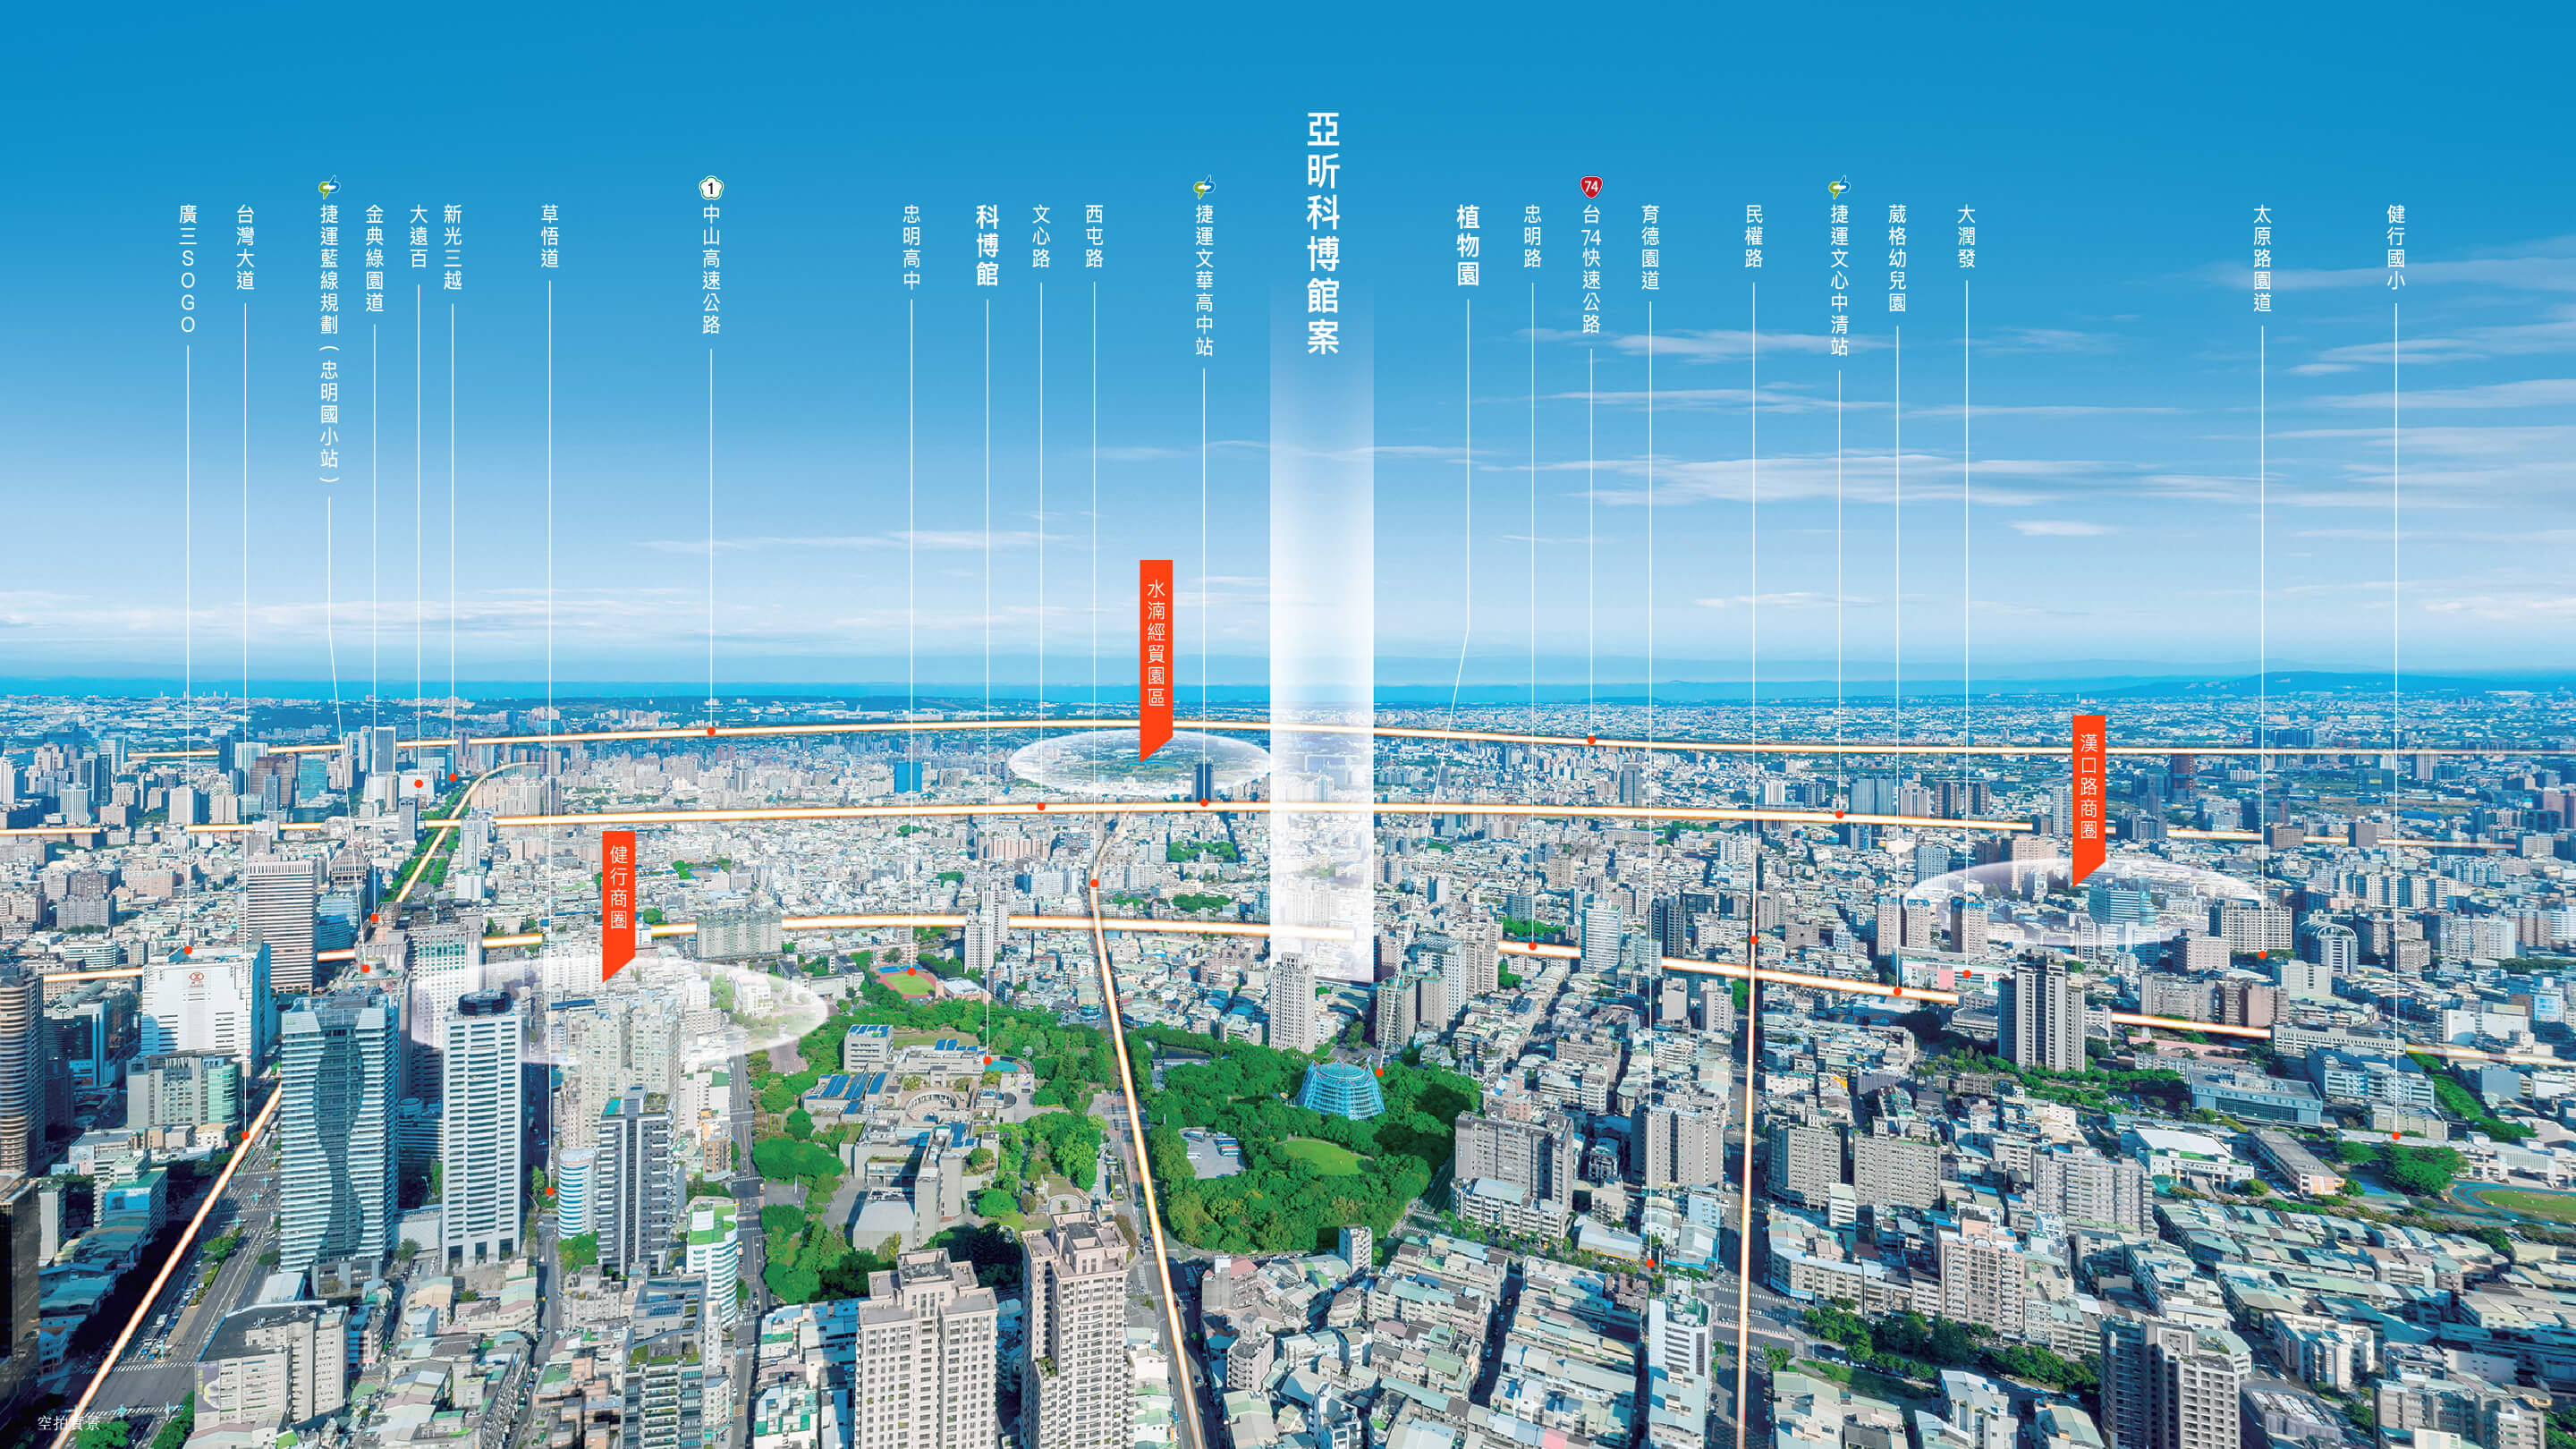 廣三SOGO
台灣大道
捷運藍線規劃(忠明國小站)
金典綠園道
大遠百
新光三越
草悟道
1
中山高速公路
忠明高中
科博館
文心路
西屯路
捷運文華高中站
亞昕科博館案
植物園
忠明路
74
台74快速公路
育德園道
民權路
捷運文心中清站
葳格幼兒園
大潤發
太原路園道
健行國小
水湳經貿園區
漢口路商圈
健行商圈
空拍實景